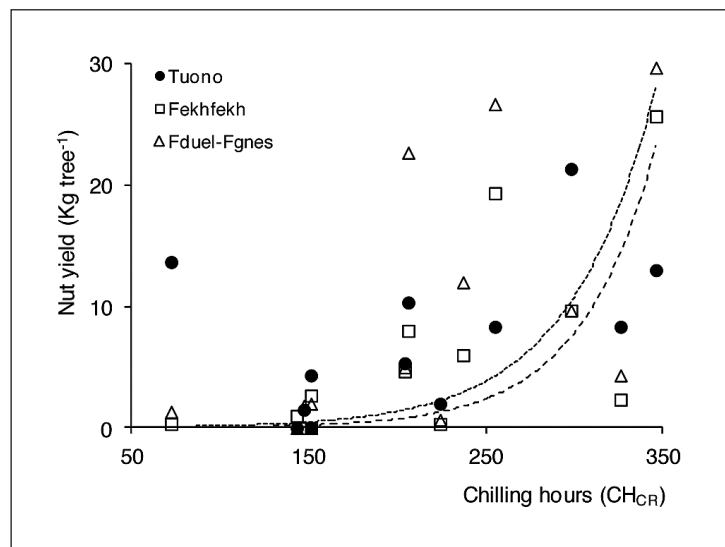 30
Tuono
Fekhfekh
Fduel-Fgnes
20
10
0
50 150 250 350
Nut yield (Kg tree⁻¹)
Chilling hours (CH_CR)